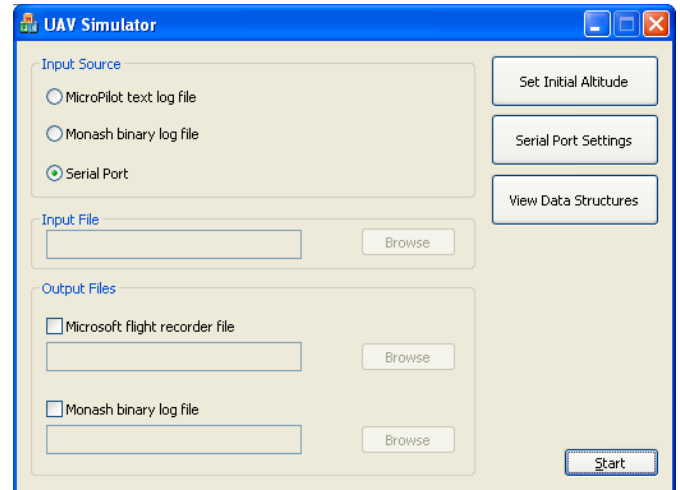 UAV Simulator
Input Source
MicroPilot text log file
Monash binary log file
Serial Port
Set Initial Altitude
Serial Port Settings
View Data Structures
Input File
Browse
Output Files
Microsoft flight recorder file
Browse
Monash binary log file
Browse
Start